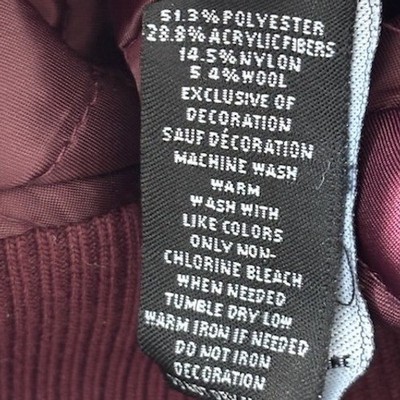 51.3% POLYESTER
28.8% ACRYLIC FIBERS
14.5% NYLON
5.4% WOOL
EXCLUSIVE OF
DECORATION
SAUF DÉCORATION
MACHINE WASH
WARM
WASH WITH
LIKE COLORS
ONLY NON-
CHLORINE BLEACH
WHEN NEEDED
TUMBLE DRY LOW
WARM IRON IF NEEDED
DO NOT IRON
DECORATION